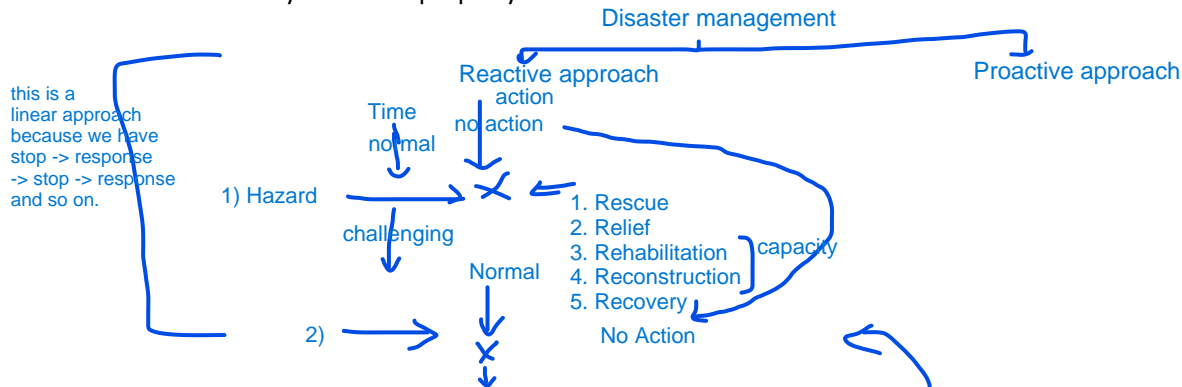 Disaster management
Reactive approach
Proactive approach
action
no action
this is a
linear approach
because we have
stop -> response
-> stop -> response
and so on.
Time
normal
1) Hazard
challenging
1. Rescue
2. Relief
3. Rehabilitation
4. Reconstruction
5. Recovery
capacity
Normal
2)
No Action